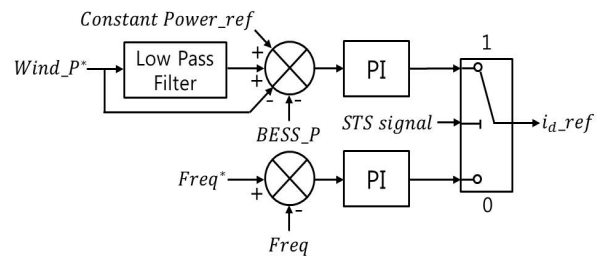 Constant Power_ref
1
Wind_P*
Low Pass
Filter
+
+
-
-
PI
BESS_P
STS signal
i_d_ref
Freq*
+
-
PI
0
Freq